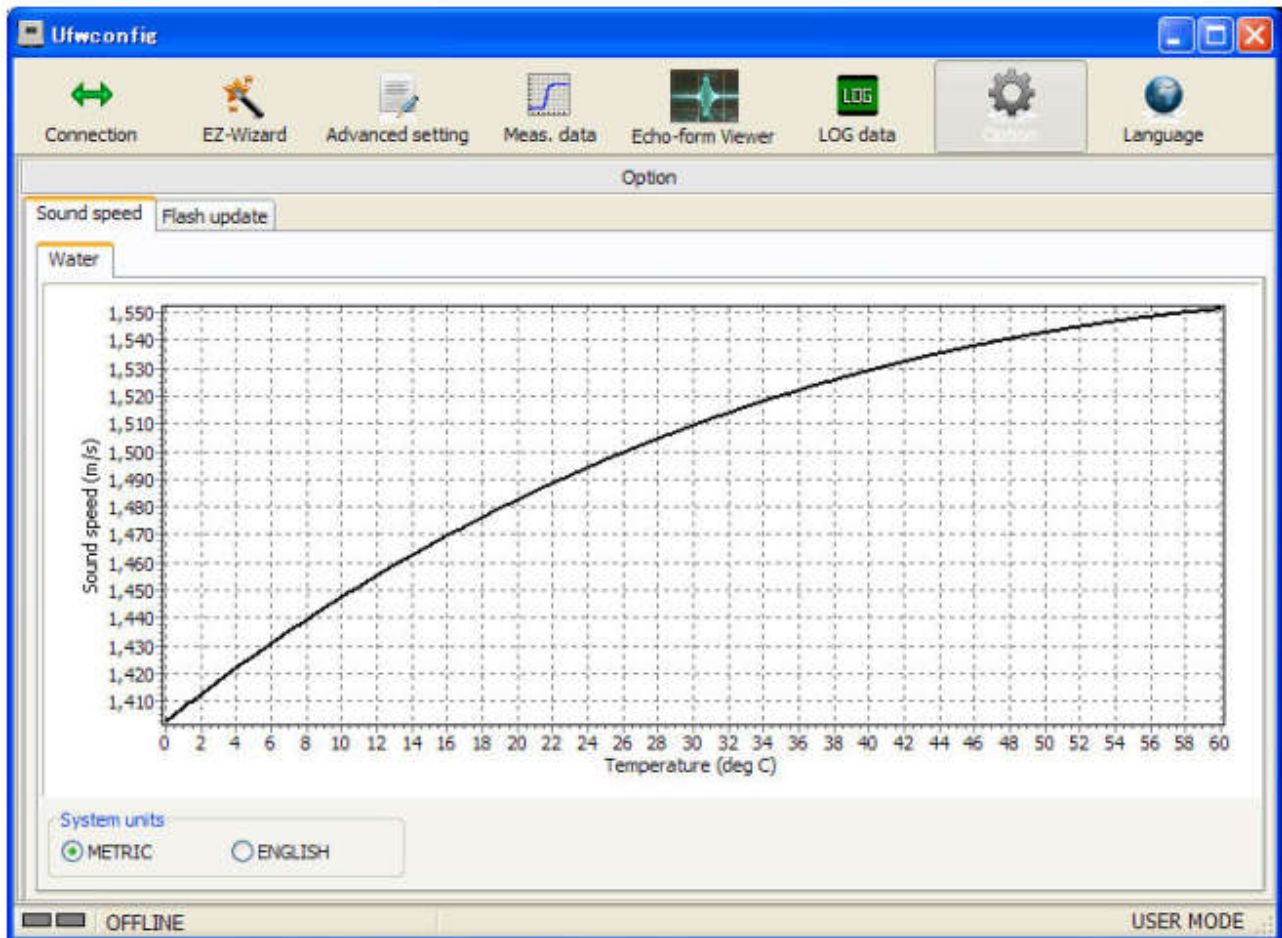 Ufwconfig
Connection EZ-Wizard Advanced setting Meas. data Echo-form Viewer LOG LOG data Option Language
Option
Sound speed Flash update
Water
1,550
1,540
1,530
1,520
1,510
1,500
1,490
1,480
1,470
1,460
1,450
1,440
1,430
1,420
1,410
Sound speed (m/s)
0 2 4 6 8 10 12 14 16 18 20 22 24 26 28 30 32 34 36 38 40 42 44 46 48 50 52 54 56 58 60
Temperature (deg C)
System units
METRIC ENGLISH
OFFLINE USER MODE